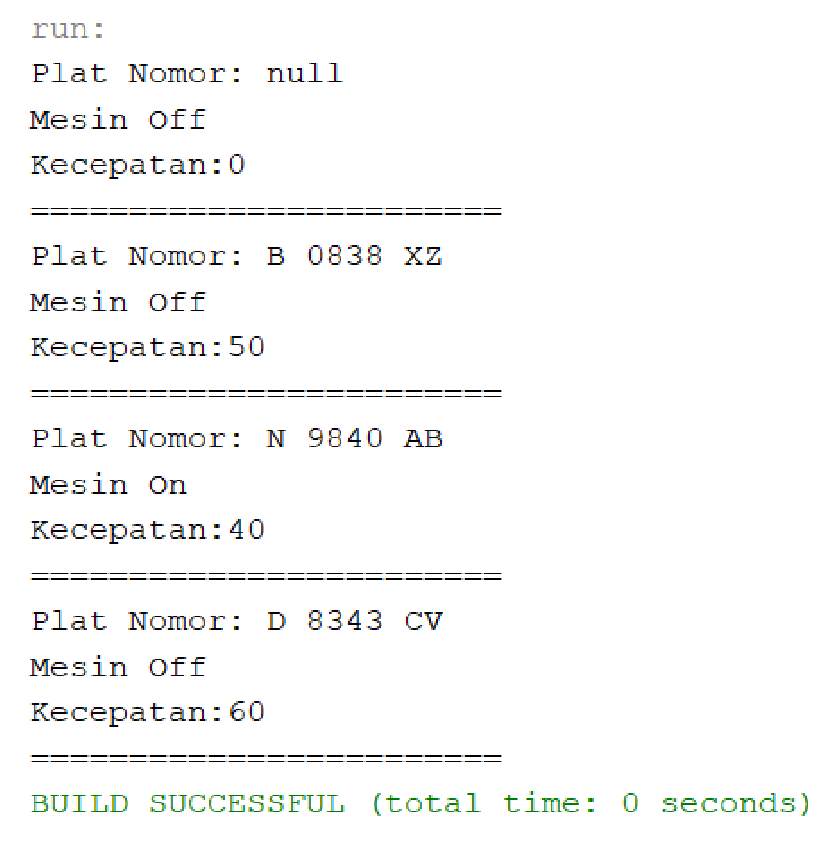 run:
Plat Nomor: null
Mesin Off
Kecepatan:0
========================
Plat Nomor: B 0838 XZ
Mesin Off
Kecepatan:50
========================
Plat Nomor: N 9840 AB
Mesin On
Kecepatan:40
========================
Plat Nomor: D 8343 CV
Mesin Off
Kecepatan:60
========================
BUILD SUCCESSFUL (total time: 0 seconds)